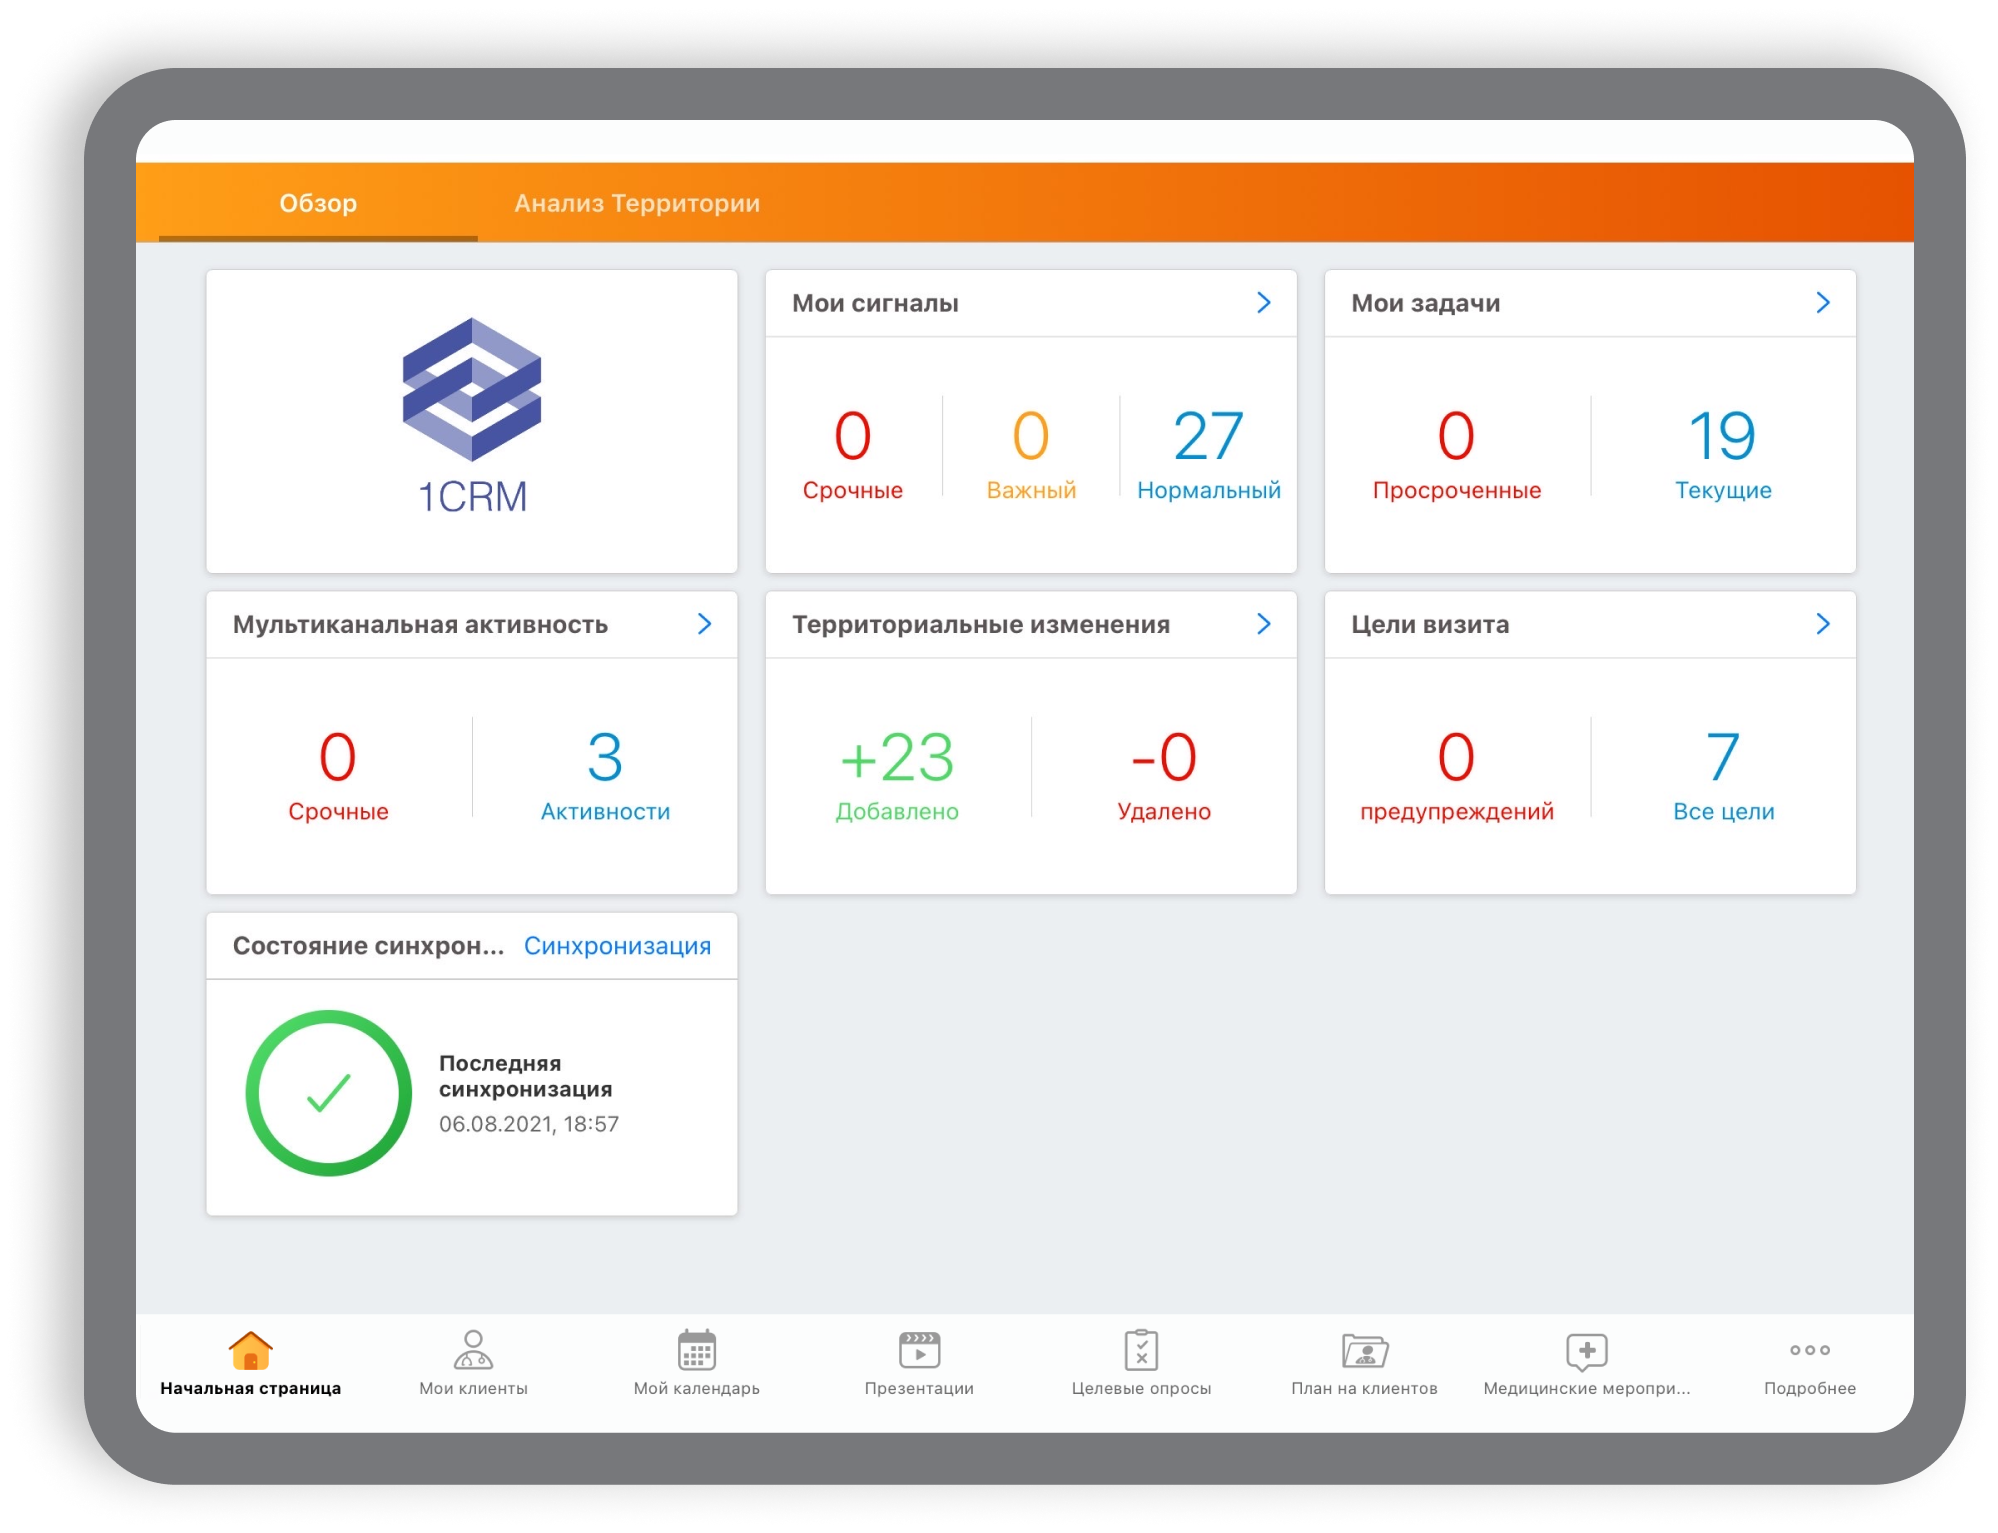 Обзор
Анализ Территории
1CRM
Мои сигналы
0
Срочные
0
Важный
27
Нормальный
Мои задачи
0
Просроченные
19
Текущие
Мультиканальная активность
0
Срочные
3
Активности
Территориальные изменения
+23
Добавлено
-0
Удалено
Цели визита
0
предупреждений
7
Все цели
Состояние синхрон...
Синхронизация
Последняя
синхронизация
06.08.2021, 18:57
Начальная страница
Мои клиенты
Мой календарь
Презентации
Целевые опросы
План на клиентов
Медицинские меропри...
Подробнее